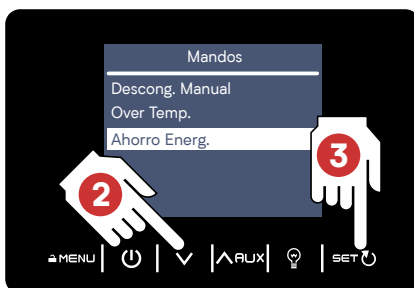 Mandos
Descong. Manual
Over Temp.
Ahorro Energ.
3
2
MENU AUX SET